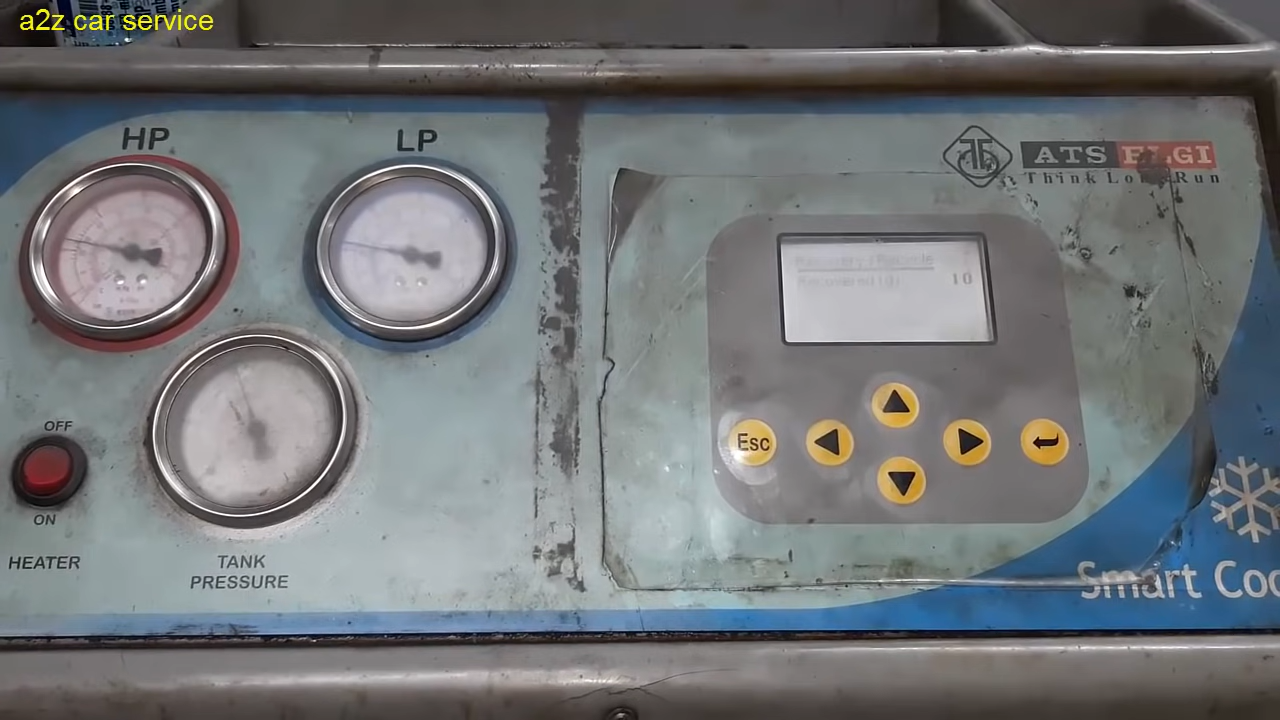 a2z car service
HP
LP
ATS ELGI
Think Long Run
Recovery/Recycle
Recovered(g) 10
Esc
OFF
ON
HEATER
TANK
PRESSURE
Smart Coo